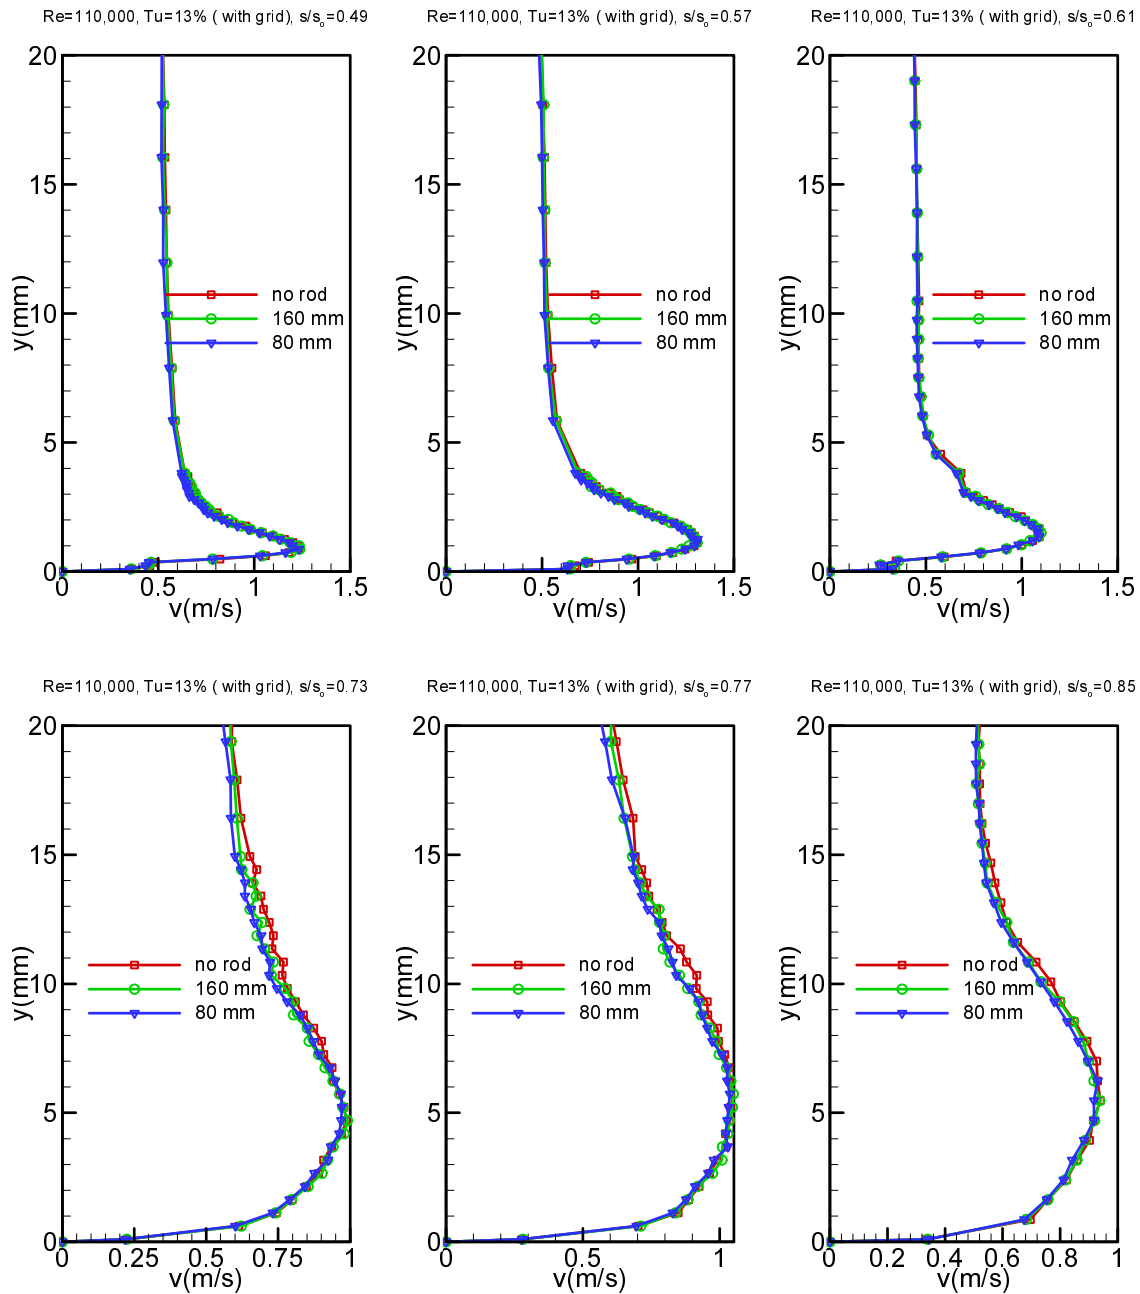 Re=110,000, Tu=13% ( with grid), s/sₒ=0.49
20
15
10
5
0
y(mm)
no rod
160 mm
80 mm
0 0.5 1 1.5
v(m/s)
Re=110,000, Tu=13% ( with grid), s/sₒ=0.57
20
15
10
5
0
y(mm)
no rod
160 mm
80 mm
0 0.5 1 1.5
v(m/s)
Re=110,000, Tu=13% ( with grid), s/sₒ=0.61
20
15
10
5
0
y(mm)
no rod
160 mm
80 mm
0 0.5 1 1.5
v(m/s)
Re=110,000, Tu=13% ( with grid), s/sₒ=0.73
20
15
10
5
0
y(mm)
no rod
160 mm
80 mm
0 0.25 0.5 0.75 1
v(m/s)
Re=110,000, Tu=13% ( with grid), s/sₒ=0.77
20
15
10
5
0
y(mm)
no rod
160 mm
80 mm
0 0.5 1
v(m/s)
Re=110,000, Tu=13% ( with grid), s/sₒ=0.85
20
15
10
5
0
y(mm)
no rod
160 mm
80 mm
0 0.2 0.4 0.6 0.8 1
v(m/s)